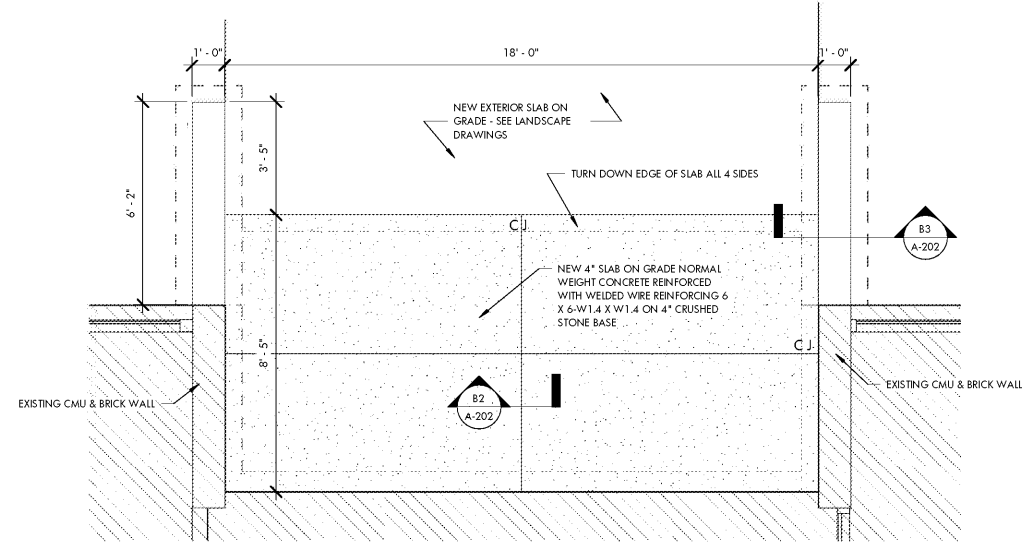 1' - 0"
18' - 0"
1' - 0"
NEW EXTERIOR SLAB ON
GRADE - SEE LANDSCAPE
DRAWINGS
3' - 5"
6' - 2"
TURN DOWN EDGE OF SLAB ALL 4 SIDES
CJ
B3
A-202
NEW 4" SLAB ON GRADE NORMAL
WEIGHT CONCRETE REINFORCED
WITH WELDED WIRE REINFORCING 6
X 6-W1.4 X W1.4 ON 4" CRUSHED
STONE BASE
CJ
8' - 5"
EXISTING CMU & BRICK WALL
B2
A-202
EXISTING CMU & BRICK WALL